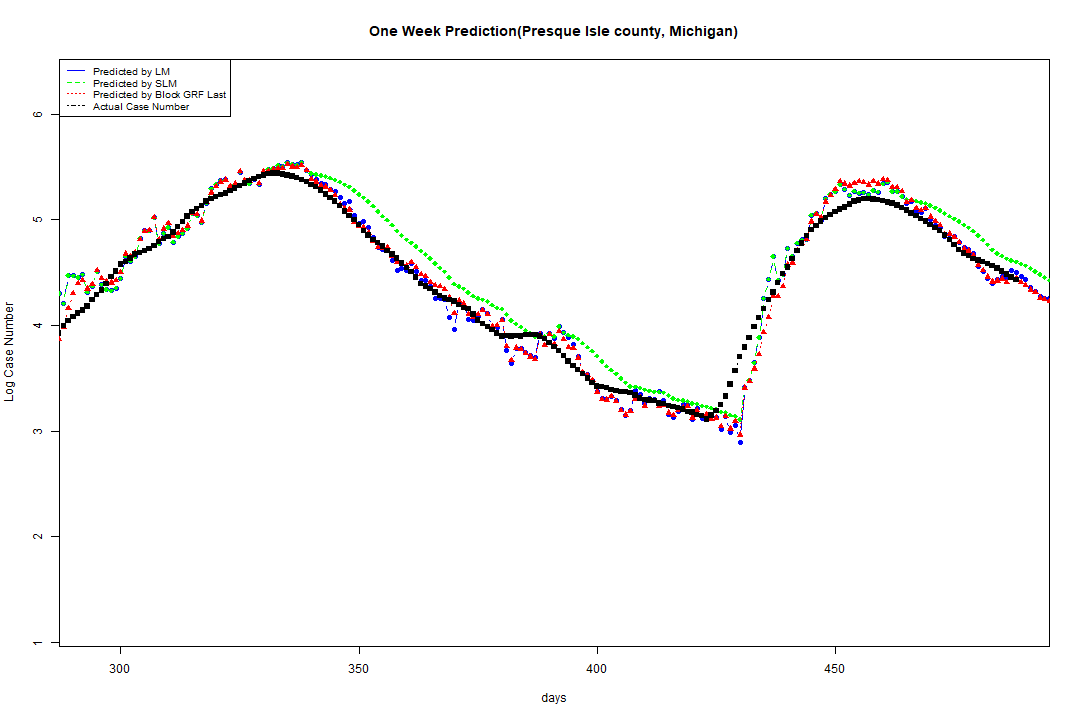 One Week Prediction(Presque Isle county, Michigan)
Predicted by LM
Predicted by SLM
Predicted by Block GRF Last
Actual Case Number
6
5
4
3
2
1
Log Case Number
300
350
400
450
days